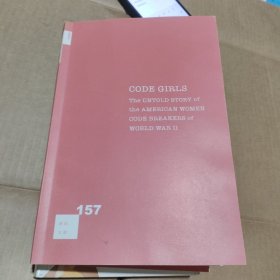 CODE GIRLS
The UNTOLD STORY of
the AMERICAN WOMEN
CODE BREAKERS of
WORLD WAR II
157